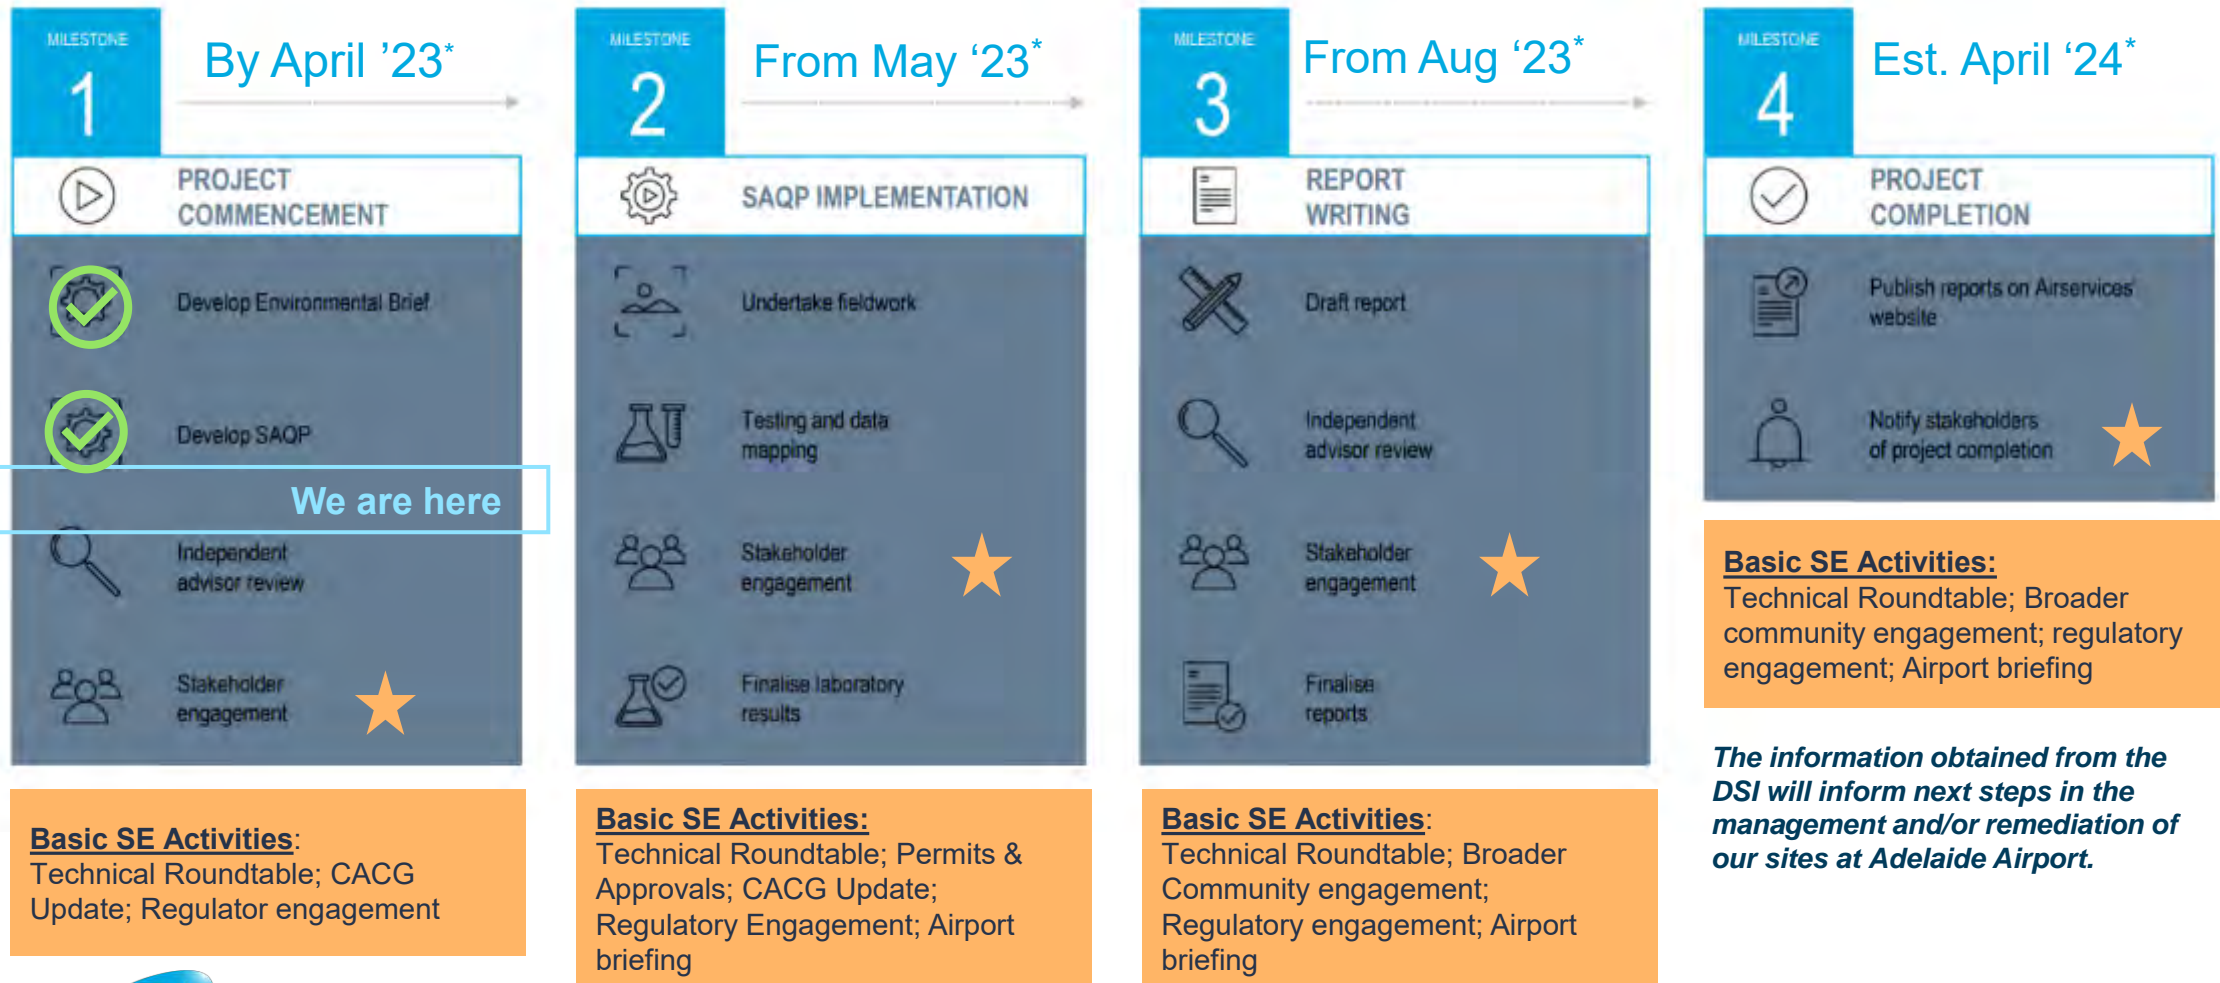 MILESTONE
1
By April ’23*
PROJECT
COMMENCEMENT
Develop Environmental Brief
Develop SAQP
We are here
Independent
advisor review
Stakeholder
engagement
Basic SE Activities:
Technical Roundtable; CACG
Update; Regulator engagement
MILESTONE
2
From May ‘23*
SAQP IMPLEMENTATION
Undertake fieldwork
Testing and data
mapping
Stakeholder
engagement
Finalise laboratory
results
Basic SE Activities:
Technical Roundtable; Permits &
Approvals; CACG Update;
Regulatory Engagement; Airport
briefing
MILESTONE
3
From Aug ‘23*
REPORT
WRITING
Draft report
Independent
advisor review
Stakeholder
engagement
Finalise
reports
Basic SE Activities:
Technical Roundtable; Broader
Community engagement;
Regulatory engagement; Airport
briefing
MILESTONE
4
Est. April ‘24*
PROJECT
COMPLETION
Publish reports on Airservices'
website
Notify stakeholders
of project completion
Basic SE Activities:
Technical Roundtable; Broader
community engagement; regulatory
engagement; Airport briefing
The information obtained from the
DSI will inform next steps in the
management and/or remediation of
our sites at Adelaide Airport.